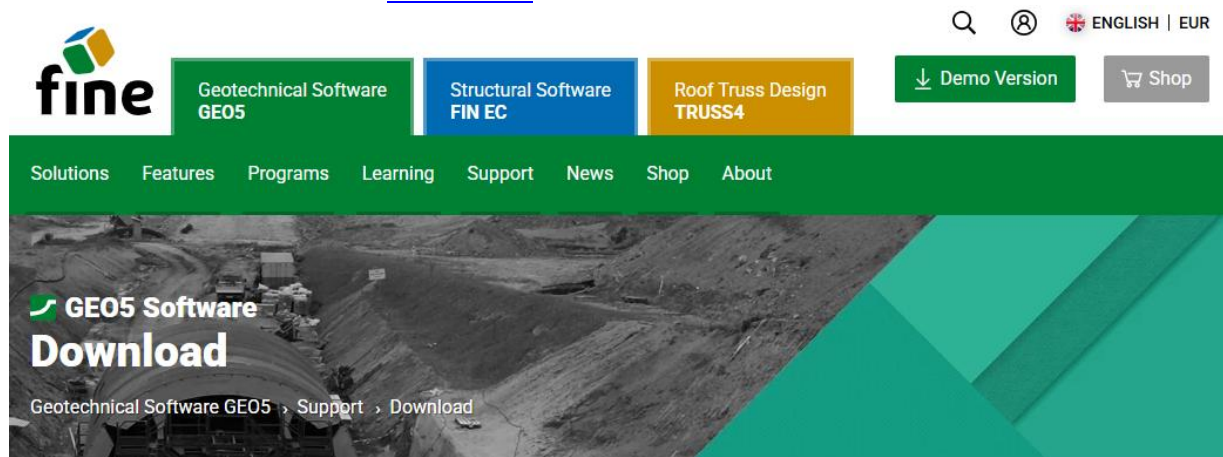 ENGLISH | EUR
fine
Geotechnical Software
GEO5
Structural Software
FIN EC
Roof Truss Design
TRUSS4
Demo Version
Shop
Solutions Features Programs Learning Support News Shop About
GEO5 Software
Download
Geotechnical Software GEO5 › Support › Download